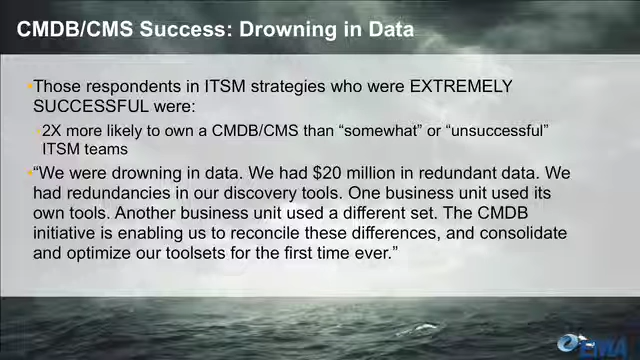 CMDB/CMS Success: Drowning in Data
Those respondents in ITSM strategies who were EXTREMELY
SUCCESSFUL were:
2X more likely to own a CMDB/CMS than “somewhat” or “unsuccessful”
ITSM teams
“We were drowning in data. We had $20 million in redundant data. We
had redundancies in our discovery tools. One business unit used its
own tools. Another business unit used a different set. The CMDB
initiative is enabling us to reconcile these differences, and consolidate
and optimize our toolsets for the first time ever.”
EMA